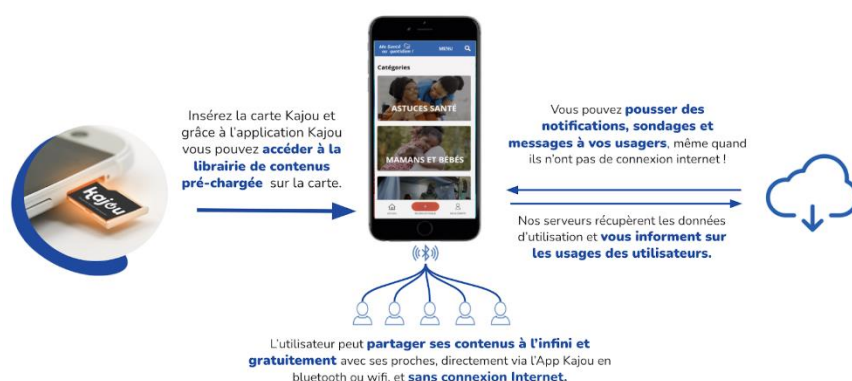 Ma Santé
au quotidien !
MENU
Catégories
ASTUCES SANTÉ
MAMANS ET BÉBÉS
kajou
Insérez la carte Kajou et
grâce à l'application Kajou
vous pouvez accéder à la
librairie de contenus
pré-chargée sur la carte.
Vous pouvez pousser des
notifications, sondages et
messages à vos usagers, même quand
ils n'ont pas de connexion internet !
Nos serveurs récupèrent les données
d'utilisation et vous informent sur
les usages des utilisateurs.
L'utilisateur peut partager ses contenus à l'infini et
gratuitement avec ses proches, directement via l'App Kajou en
bluetooth ou wifi, et sans connexion Internet.